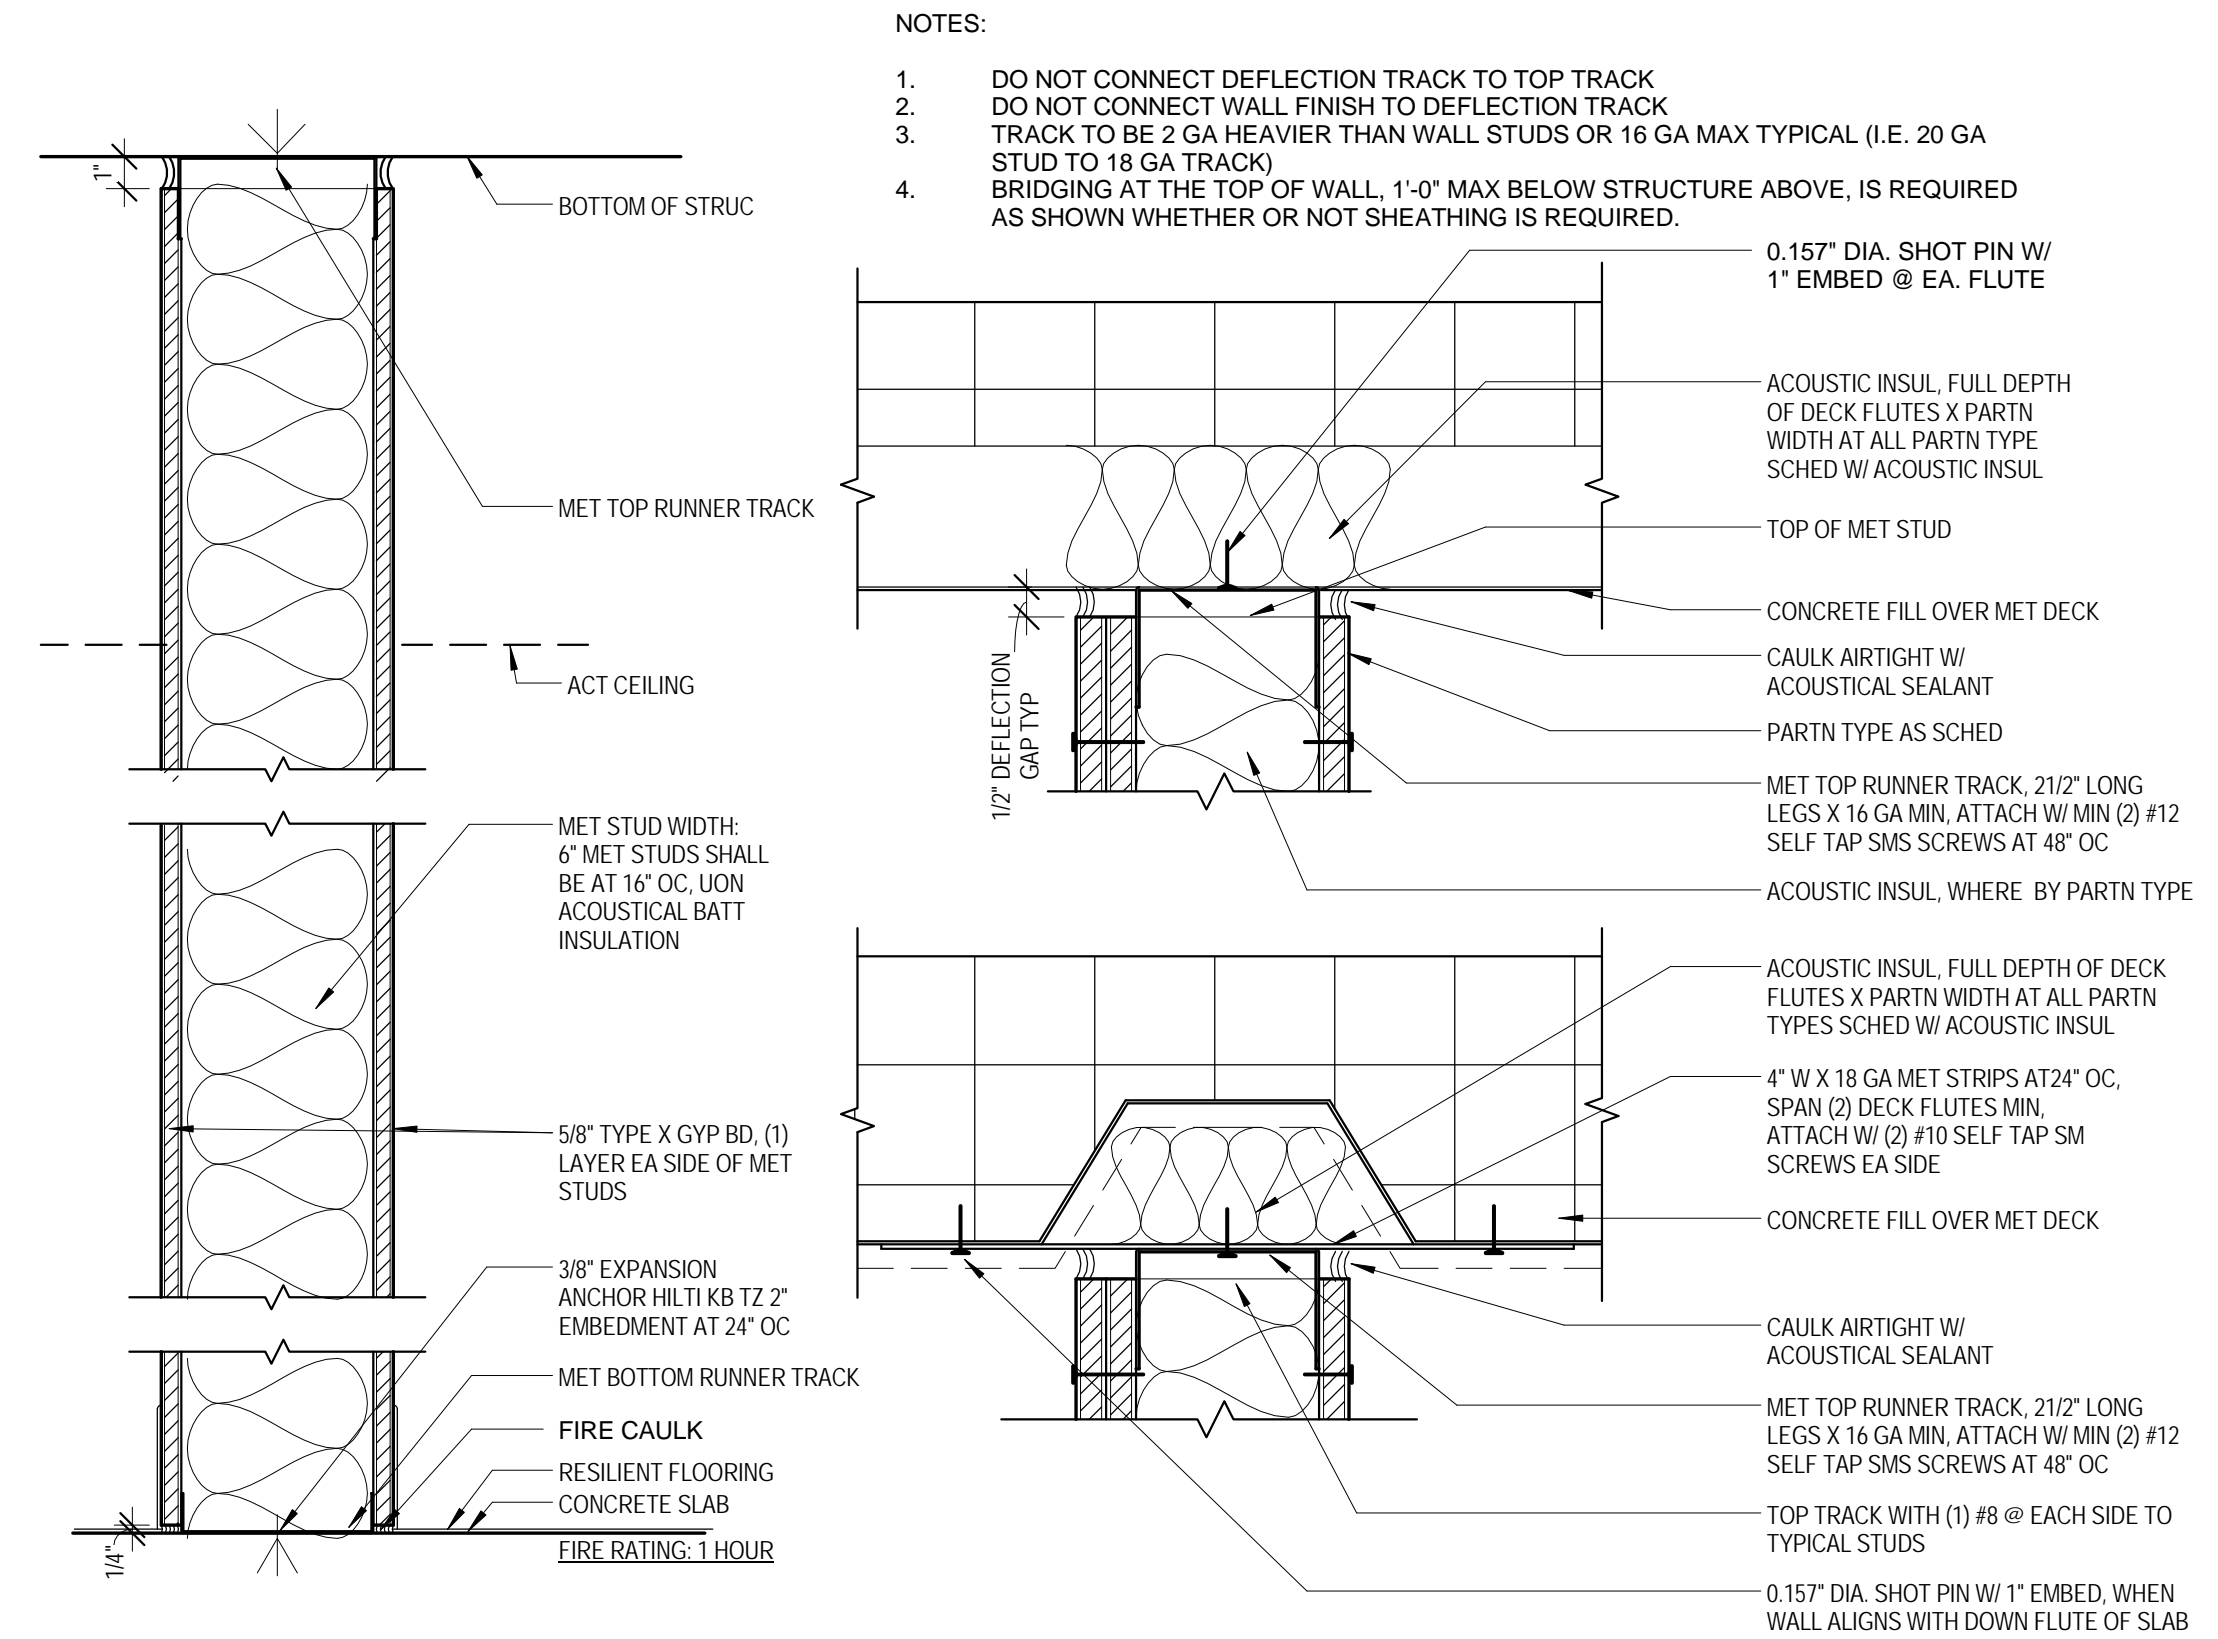 NOTES:
1. DO NOT CONNECT DEFLECTION TRACK TO TOP TRACK
2. DO NOT CONNECT WALL FINISH TO DEFLECTION TRACK
3. TRACK TO BE 2 GA HEAVIER THAN WALL STUDS OR 16 GA MAX TYPICAL (I.E. 20 GA
STUD TO 18 GA TRACK)
4. BRIDGING AT THE TOP OF WALL, 1'-0" MAX BELOW STRUCTURE ABOVE, IS REQUIRED
AS SHOWN WHETHER OR NOT SHEATHING IS REQUIRED.
1"
BOTTOM OF STRUC
MET TOP RUNNER TRACK
ACT CEILING
MET STUD WIDTH:
6" MET STUDS SHALL
BE AT 16" OC, UON
ACOUSTICAL BATT
INSULATION
5/8" TYPE X GYP BD, (1)
LAYER EA SIDE OF MET
STUDS
3/8" EXPANSION
ANCHOR HILTI KB TZ 2"
EMBEDMENT AT 24" OC
MET BOTTOM RUNNER TRACK
FIRE CAULK
RESILIENT FLOORING
CONCRETE SLAB
1/4"
FIRE RATING: 1 HOUR
0.157" DIA. SHOT PIN W/
1" EMBED @ EA. FLUTE
ACOUSTIC INSUL, FULL DEPTH
OF DECK FLUTES X PARTN
WIDTH AT ALL PARTN TYPE
SCHED W/ ACOUSTIC INSUL
TOP OF MET STUD
CONCRETE FILL OVER MET DECK
CAULK AIRTIGHT W/
ACOUSTICAL SEALANT
PARTN TYPE AS SCHED
1/2" DEFLECTION
GAP TYP
MET TOP RUNNER TRACK, 21/2" LONG
LEGS X 16 GA MIN, ATTACH W/ MIN (2) #12
SELF TAP SMS SCREWS AT 48" OC
ACOUSTIC INSUL, WHERE BY PARTN TYPE
ACOUSTIC INSUL, FULL DEPTH OF DECK
FLUTES X PARTN WIDTH AT ALL PARTN
TYPES SCHED W/ ACOUSTIC INSUL
4" W X 18 GA MET STRIPS AT24" OC,
SPAN (2) DECK FLUTES MIN,
ATTACH W/ (2) #10 SELF TAP SM
SCREWS EA SIDE
CONCRETE FILL OVER MET DECK
CAULK AIRTIGHT W/
ACOUSTICAL SEALANT
MET TOP RUNNER TRACK, 21/2" LONG
LEGS X 16 GA MIN, ATTACH W/ MIN (2) #12
SELF TAP SMS SCREWS AT 48" OC
TOP TRACK WITH (1) #8 @ EACH SIDE TO
TYPICAL STUDS
0.157" DIA. SHOT PIN W/ 1" EMBED, WHEN
WALL ALIGNS WITH DOWN FLUTE OF SLAB